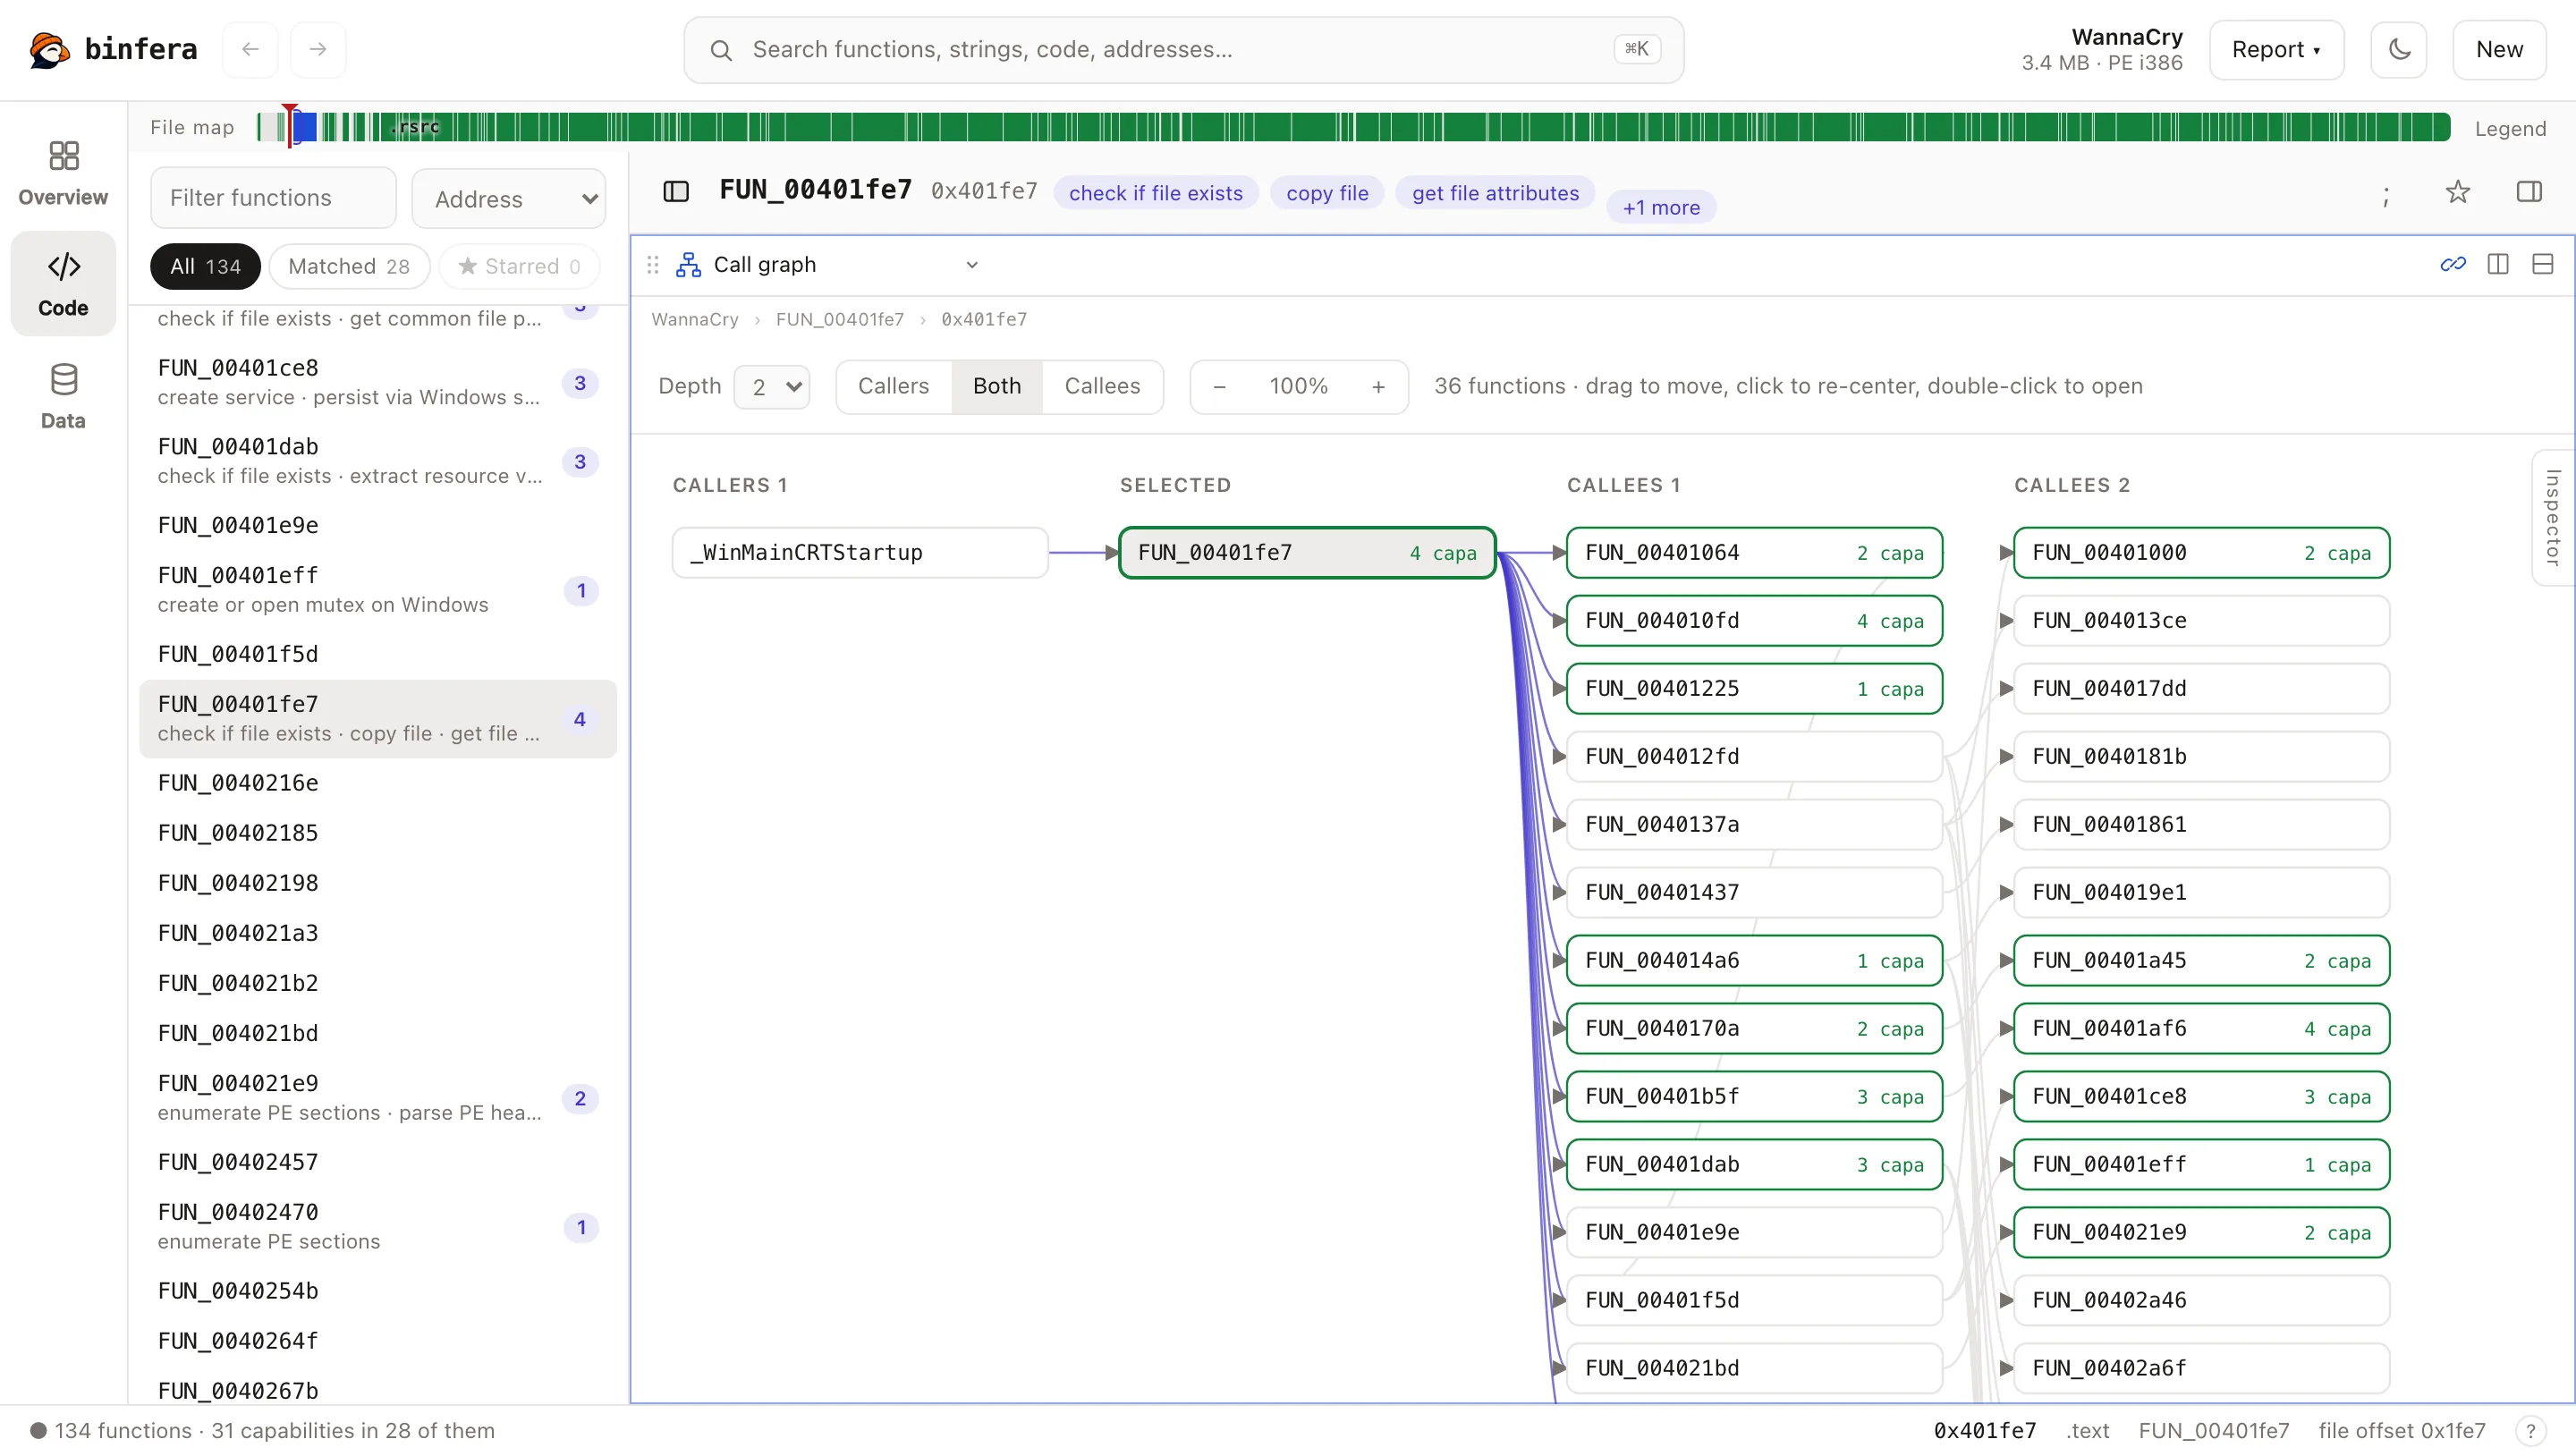 binfera
Search functions, strings, code, addresses...
⌘K
WannaCry
3.4 MB · PE i386
Report ▾
New
File map
.rsrc
Legend
Overview
Code
Data
Filter functions
Address
All 134
Matched 28
★ Starred 0
check if file exists · get common file p...
FUN_00401ce8
create service · persist via Windows s...
3
FUN_00401dab
check if file exists · extract resource v...
3
FUN_00401e9e
FUN_00401eff
create or open mutex on Windows
1
FUN_00401f5d
FUN_00401fe7
check if file exists · copy file · get file ...
4
FUN_0040216e
FUN_00402185
FUN_00402198
FUN_004021a3
FUN_004021b2
FUN_004021bd
FUN_004021e9
enumerate PE sections · parse PE hea...
2
FUN_00402457
FUN_00402470
enumerate PE sections
1
FUN_0040254b
FUN_0040264f
FUN_0040267b
FUN_00401fe7 0x401fe7 check if file exists copy file get file attributes +1 more
;
Call graph
WannaCry › FUN_00401fe7 › 0x401fe7
Depth 2 Callers Both Callees − 100% + 36 functions · drag to move, click to re-center, double-click to open
CALLERS 1
_WinMainCRTStartup
SELECTED
FUN_00401fe7 4 capa
CALLEES 1
FUN_00401064 2 capa
FUN_004010fd 4 capa
FUN_00401225 1 capa
FUN_004012fd
FUN_0040137a
FUN_00401437
FUN_004014a6 1 capa
FUN_0040170a 2 capa
FUN_00401b5f 3 capa
FUN_00401dab 3 capa
FUN_00401e9e
FUN_00401f5d
FUN_004021bd
CALLEES 2
FUN_00401000 2 capa
FUN_004013ce
FUN_004017dd
FUN_0040181b
FUN_00401861
FUN_004019e1
FUN_00401a45 2 capa
FUN_00401af6 4 capa
FUN_00401ce8 3 capa
FUN_00401eff 1 capa
FUN_004021e9 2 capa
FUN_00402a46
FUN_00402a6f
Inspector
134 functions · 31 capabilities in 28 of them
0x401fe7 .text FUN_00401fe7 file offset 0x1fe7 ?